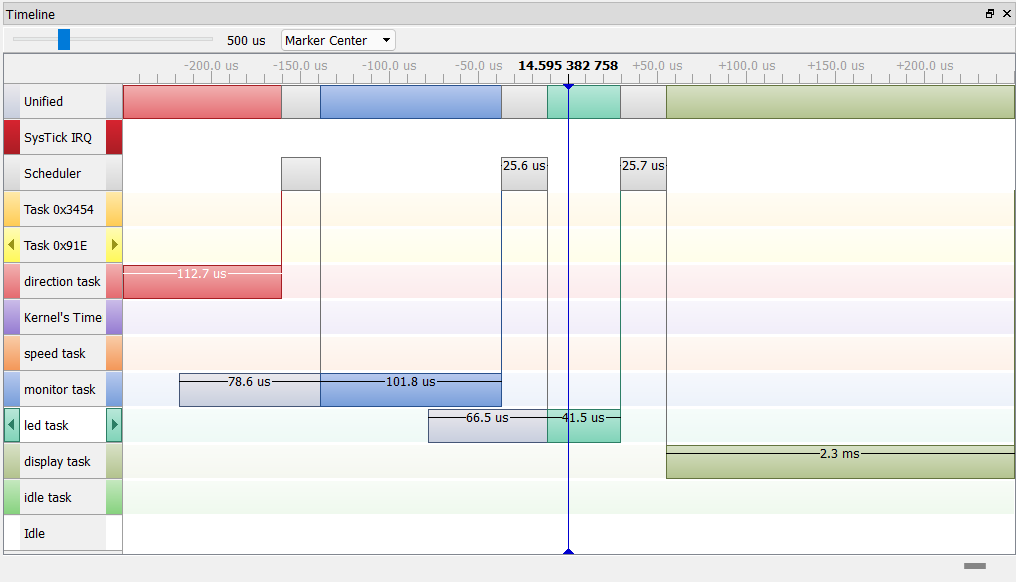 Timeline
500 us
Marker Center
-200.0 us
-150.0 us
-100.0 us
-50.0 us
14.595 382 758
+50.0 us
+100.0 us
+150.0 us
+200.0 us
Unified
SysTick IRQ
Scheduler
25.6 us
25.7 us
Task 0x3454
Task 0x91E
direction task
112.7 us
Kernel's Time
speed task
monitor task
78.6 us
101.8 us
led task
66.5 us
41.5 us
display task
2.3 ms
idle task
Idle